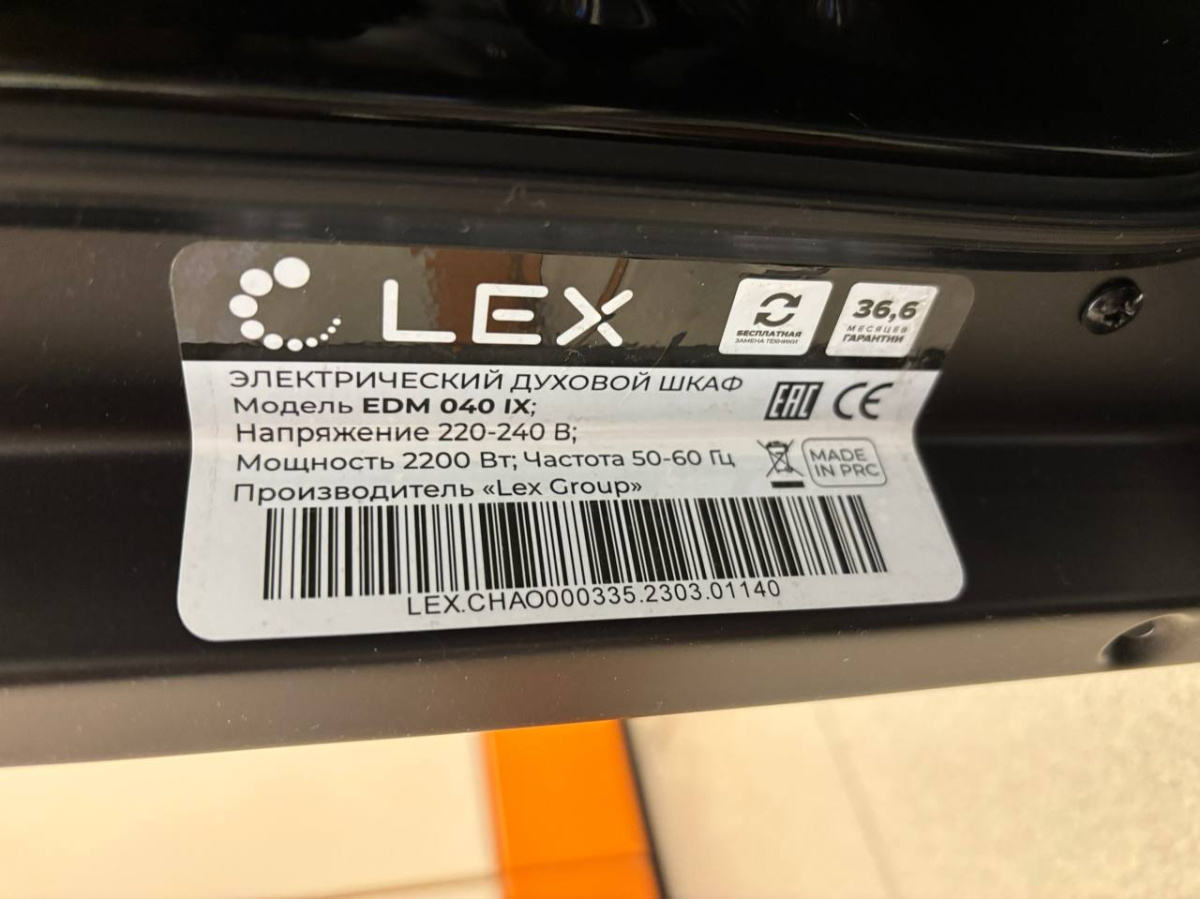 LEX
БЕСПЛАТНАЯ
ЗАМЕНА ТЕХНИКИ
36,6
МЕСЯЦЕВ
ГАРАНТИИ
ЭЛЕКТРИЧЕСКИЙ ДУХОВОЙ ШКАФ
Модель EDM 040 IX;
Напряжение 220-240 В;
Мощность 2200 Вт; Частота 50-60 Гц
Производитель «Lex Group»
EAC CE
MADE
IN PRC
LEX.CHAO000335.2303.01140